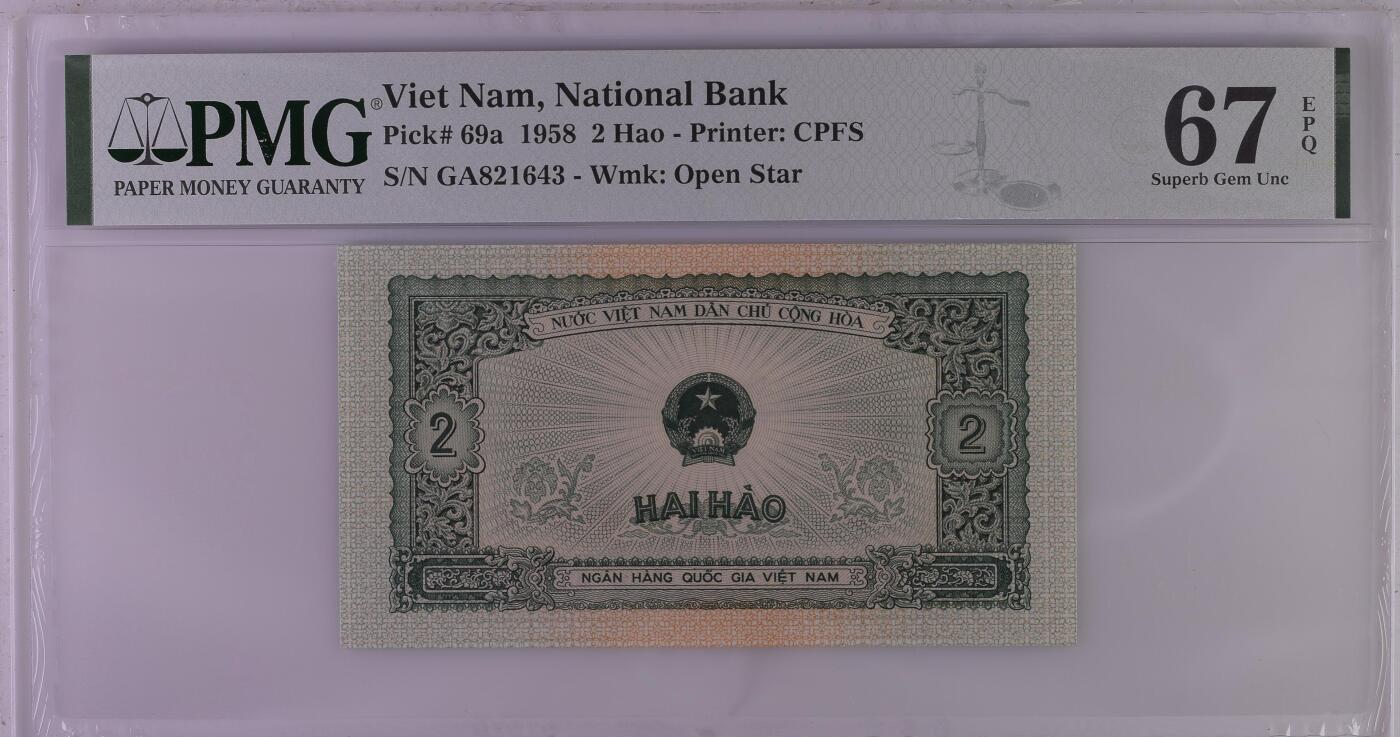 PMG®
PAPER MONEY GUARANTY
Viet Nam, National Bank
Pick# 69a 1958 2 Hao - Printer: CPFS
S/N GA821643 - Wmk: Open Star
67
EPQ
Superb Gem Unc
NƯỚC VIỆT NAM DÂN CHỦ CỘNG HÒA
2
2
VIỆT NAM
HAI HÀO
NGÂN HÀNG QUỐC GIA VIỆT NAM